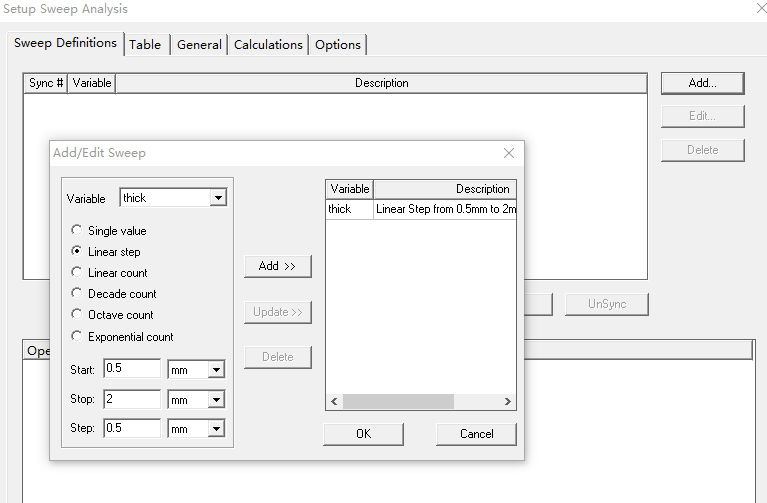 Setup Sweep Analysis
Sweep Definitions Table General Calculations Options
Sync # Variable Description
Add...
Edit...
Delete
Add/Edit Sweep
Variable thick
Single value
Linear step
Linear count
Decade count
Octave count
Exponential count
Start: 0.5 mm
Stop: 2 mm
Step: 0.5 mm
Add >>
Update >>
Delete
Variable Description
thick Linear Step from 0.5mm to 2m
OK Cancel
UnSync
Ope